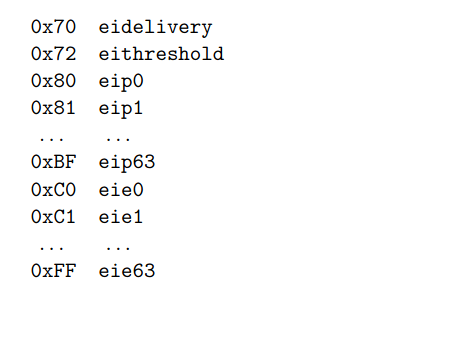 0x70 eidelivery
0x72 eithreshold
0x80 eip0
0x81 eip1
... ...
0xBF eip63
0xC0 eie0
0xC1 eie1
... ...
0xFF eie63